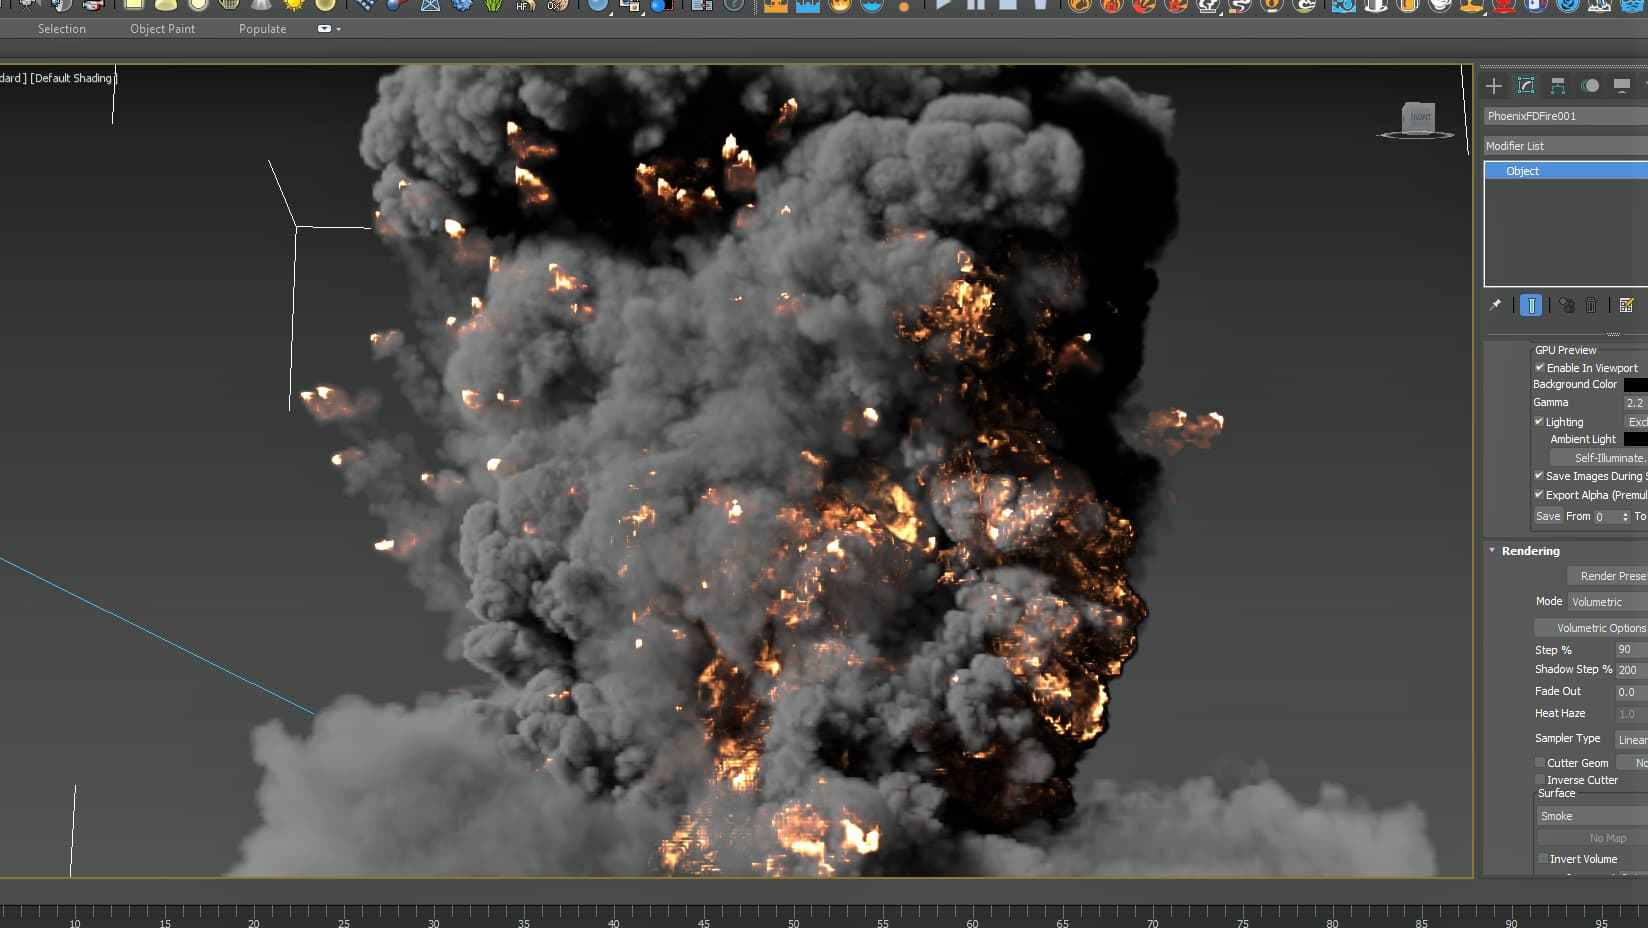 Selection Object Paint Populate
dard ] [Default Shading ]
FRONT
PhoenixFDFire001
Modifier List
Object
GPU Preview
Enable In Viewport
Background Color
Gamma 2.2
Lighting Excl
Ambient Light
Self-Illuminate.
Save Images During S
Export Alpha (Premul
Save From 0 To
Rendering
Render Prese
Mode Volumetric
Volumetric Options
Step % 90
Shadow Step % 200
Fade Out 0.0
Heat Haze 1.0
Sampler Type Linear
Cutter Geom No
Inverse Cutter
Surface
Smoke
No Map
Invert Volume
10 15 20 25 30 35 40 45 50 55 60 65 70 75 80 85 90 95